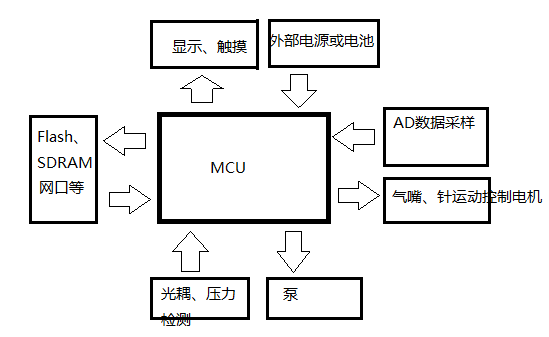 显示、触摸
外部电源或电池
Flash、
SDRAM
网口等
MCU
AD数据采样
气嘴、针运动控制电机
光耦、压力
检测
泵